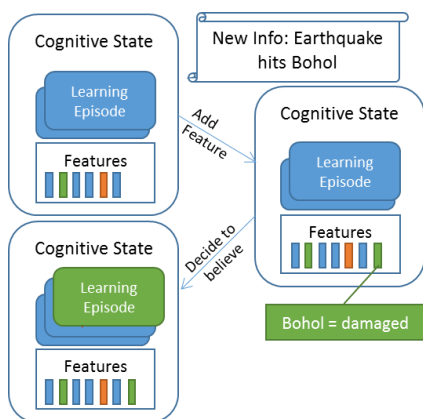 Cognitive State
Learning
Episode
Features
New Info: Earthquake
hits Bohol
Add
Feature
Cognitive State
Learning
Episode
Features
Bohol = damaged
Decide to
believe
Cognitive State
Learning
Episode
Features